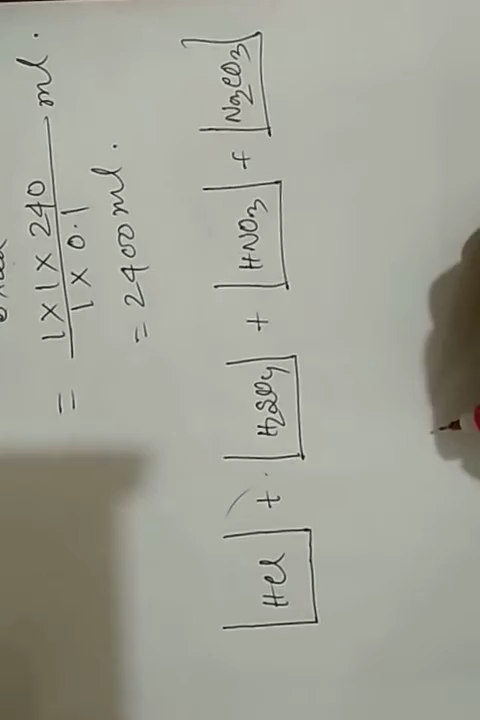 = 1 X 1 X 240 / 1 X 0.1 ml.
= 2400 ml.
HCl + H2SO4 + HNO3 + Na2CO3